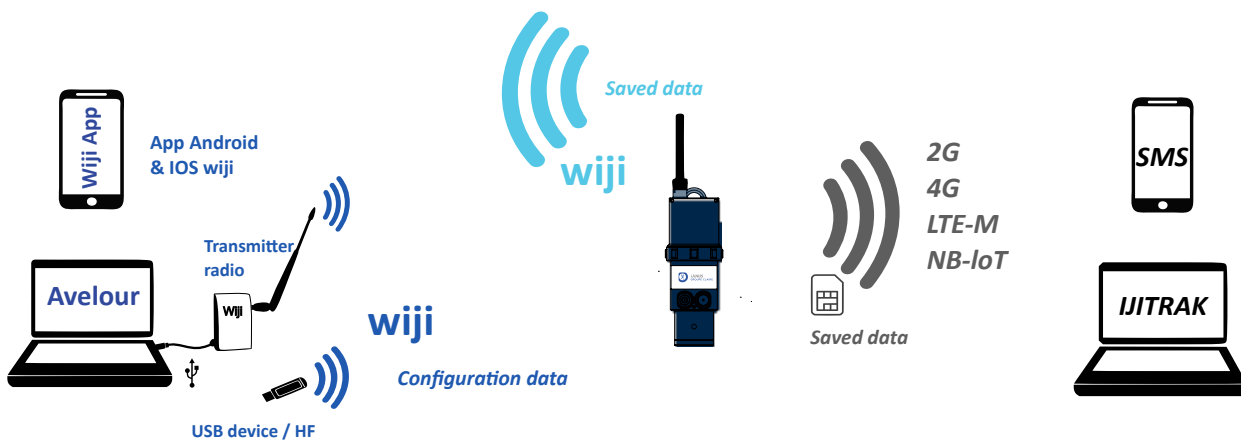 Wiji App
App Android
& IOS wiji
Transmitter
radio
Avelour
Wiji
wiji
Configuration data
USB device / HF
Saved data
wiji
2G
4G
LTE-M
NB-IoT
Saved data
SMS
IJITRAK